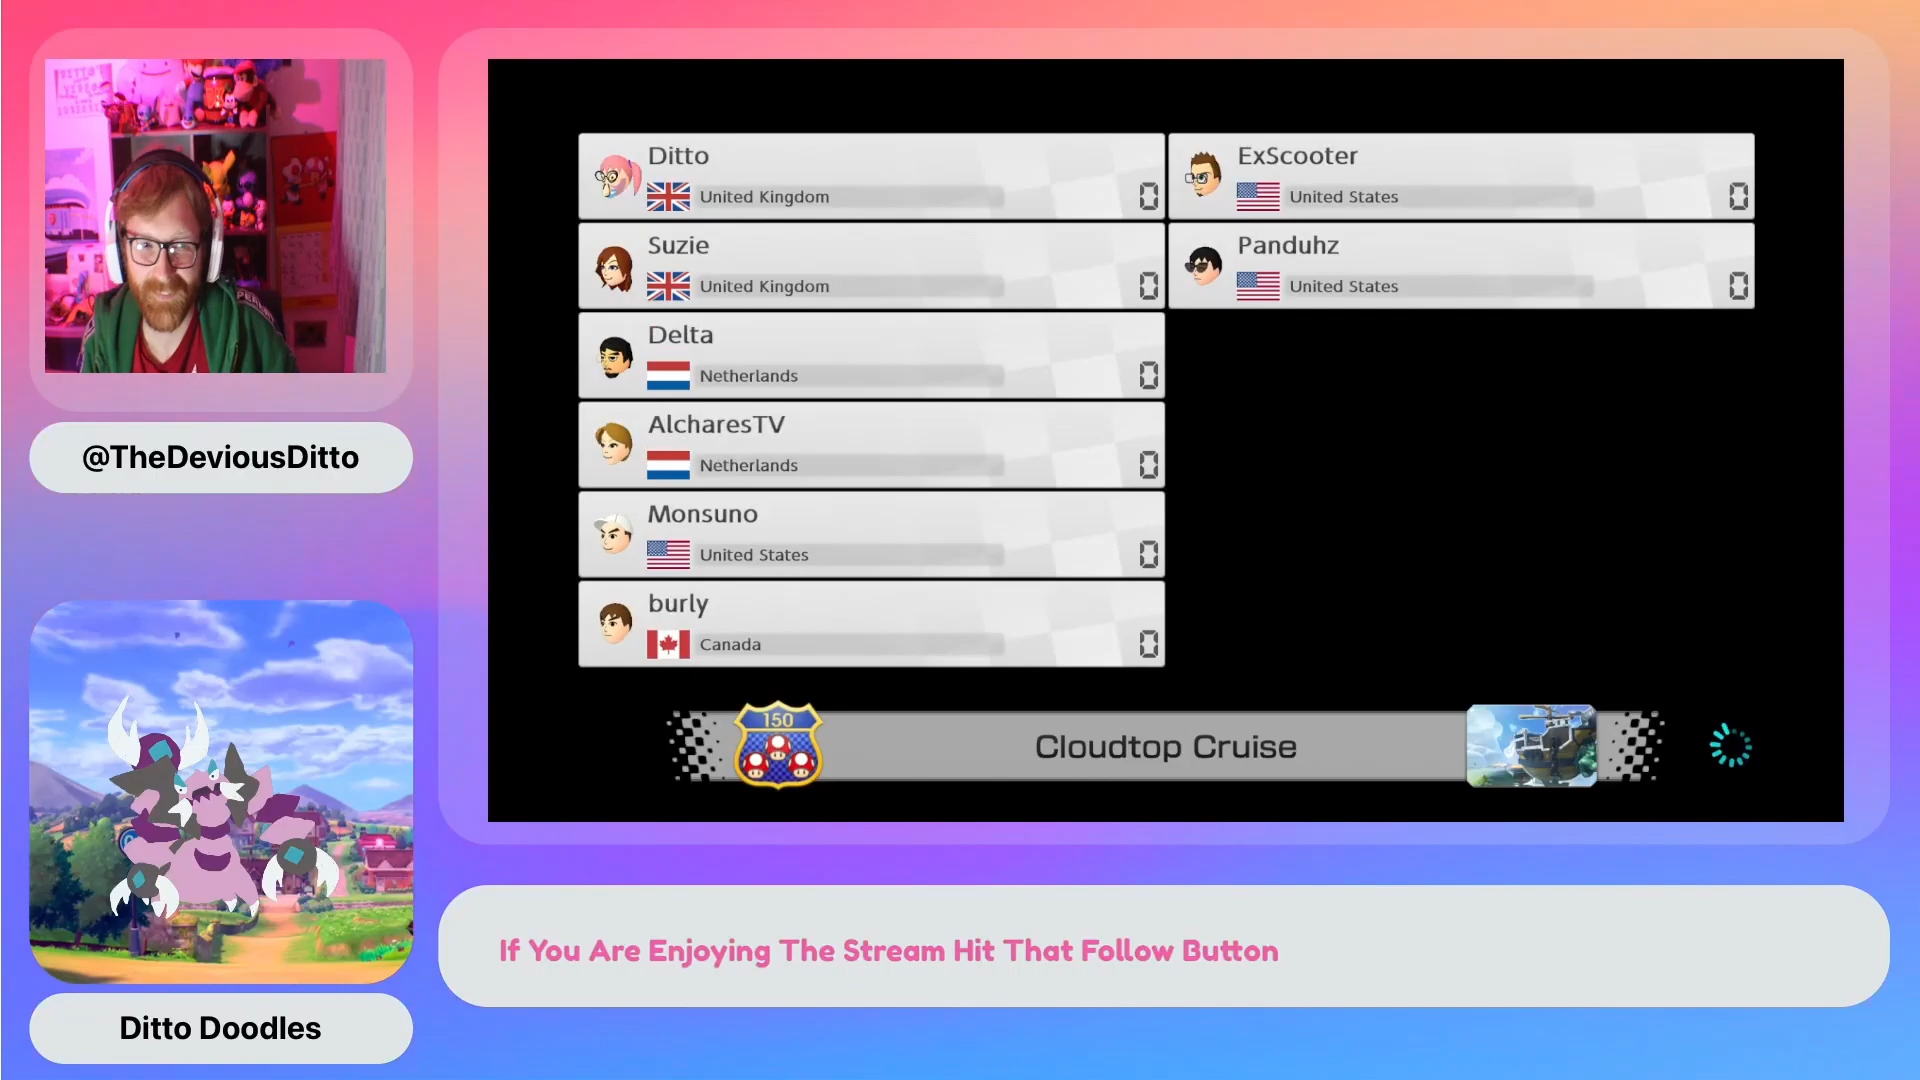 @TheDeviousDitto
Ditto Doodles
Ditto
United Kingdom
0
Suzie
United Kingdom
0
Delta
Netherlands
0
AlcharesTV
Netherlands
0
Monsuno
United States
0
burly
Canada
0
ExScooter
United States
0
Panduhz
United States
0
150
Cloudtop Cruise
If You Are Enjoying The Stream Hit That Follow Button